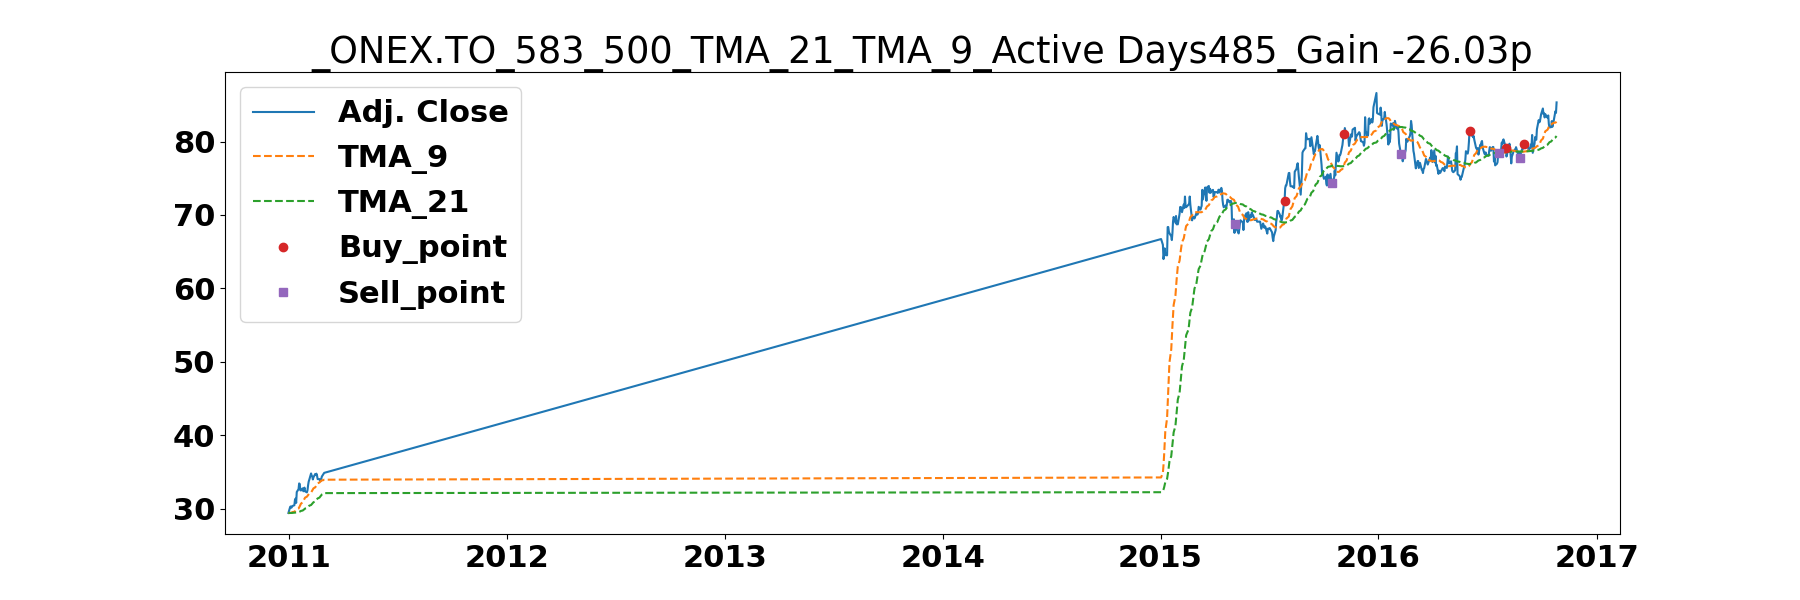 _ONEX.TO_583_500_TMA_21_TMA_9_Active Days485_Gain -26.03p
Adj. Close
TMA_9
TMA_21
Buy_point
Sell_point
80
70
60
50
40
30
2011 2012 2013 2014 2015 2016 2017